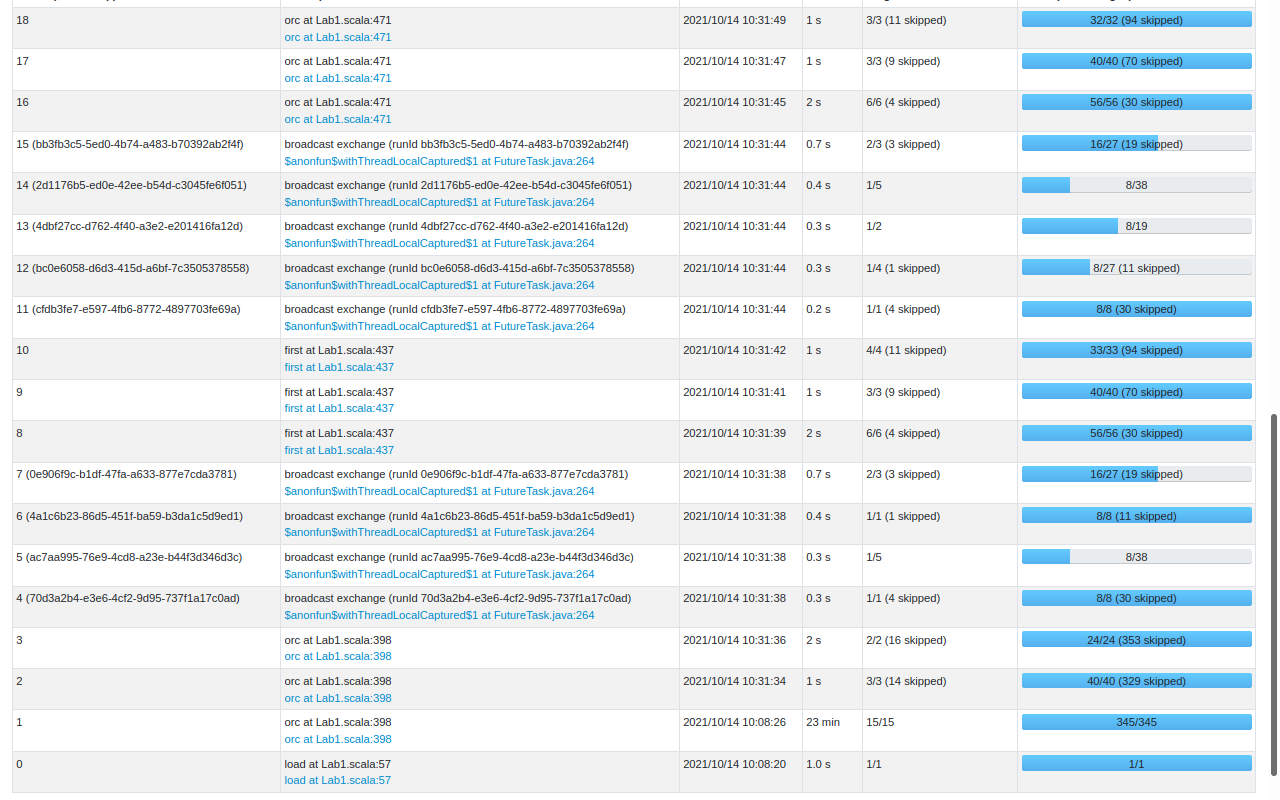 18 orc at Lab1.scala:471 2021/10/14 10:31:49 1 s 3/3 (11 skipped) 32/32 (94 skipped)
orc at Lab1.scala:471
17 orc at Lab1.scala:471 2021/10/14 10:31:47 1 s 3/3 (9 skipped) 40/40 (70 skipped)
orc at Lab1.scala:471
16 orc at Lab1.scala:471 2021/10/14 10:31:45 2 s 6/6 (4 skipped) 56/56 (30 skipped)
orc at Lab1.scala:471
15 (bb3fb3c5-5ed0-4b74-a483-b70392ab2f4f) broadcast exchange (runId bb3fb3c5-5ed0-4b74-a483-b70392ab2f4f) 2021/10/14 10:31:44 0.7 s 2/3 (3 skipped) 16/27 (19 skipped)
$anonfun$withThreadLocalCaptured$1 at FutureTask.java:264
14 (2d1176b5-ed0e-42ee-b54d-c3045fe6f051) broadcast exchange (runId 2d1176b5-ed0e-42ee-b54d-c3045fe6f051) 2021/10/14 10:31:44 0.4 s 1/5 8/38
$anonfun$withThreadLocalCaptured$1 at FutureTask.java:264
13 (4dbf27cc-d762-4f40-a3e2-e201416fa12d) broadcast exchange (runId 4dbf27cc-d762-4f40-a3e2-e201416fa12d) 2021/10/14 10:31:44 0.3 s 1/2 8/19
$anonfun$withThreadLocalCaptured$1 at FutureTask.java:264
12 (bc0e6058-d6d3-415d-a6bf-7c3505378558) broadcast exchange (runId bc0e6058-d6d3-415d-a6bf-7c3505378558) 2021/10/14 10:31:44 0.3 s 1/4 (1 skipped) 8/27 (11 skipped)
$anonfun$withThreadLocalCaptured$1 at FutureTask.java:264
11 (cfdb3fe7-e597-4fb6-8772-4897703fe69a) broadcast exchange (runId cfdb3fe7-e597-4fb6-8772-4897703fe69a) 2021/10/14 10:31:44 0.2 s 1/1 (4 skipped) 8/8 (30 skipped)
$anonfun$withThreadLocalCaptured$1 at FutureTask.java:264
10 first at Lab1.scala:437 2021/10/14 10:31:42 1 s 4/4 (11 skipped) 33/33 (94 skipped)
first at Lab1.scala:437
9 first at Lab1.scala:437 2021/10/14 10:31:41 1 s 3/3 (9 skipped) 40/40 (70 skipped)
first at Lab1.scala:437
8 first at Lab1.scala:437 2021/10/14 10:31:39 2 s 6/6 (4 skipped) 56/56 (30 skipped)
first at Lab1.scala:437
7 (0e906f9c-b1df-47fa-a633-877e7cda3781) broadcast exchange (runId 0e906f9c-b1df-47fa-a633-877e7cda3781) 2021/10/14 10:31:38 0.7 s 2/3 (3 skipped) 16/27 (19 skipped)
$anonfun$withThreadLocalCaptured$1 at FutureTask.java:264
6 (4a1c6b23-86d5-451f-ba59-b3da1c5d9ed1) broadcast exchange (runId 4a1c6b23-86d5-451f-ba59-b3da1c5d9ed1) 2021/10/14 10:31:38 0.4 s 1/1 (1 skipped) 8/8 (11 skipped)
$anonfun$withThreadLocalCaptured$1 at FutureTask.java:264
5 (ac7aa995-76e9-4cd8-a23e-b44f3d346d3c) broadcast exchange (runId ac7aa995-76e9-4cd8-a23e-b44f3d346d3c) 2021/10/14 10:31:38 0.3 s 1/5 8/38
$anonfun$withThreadLocalCaptured$1 at FutureTask.java:264
4 (70d3a2b4-e3e6-4cf2-9d95-737f1a17c0ad) broadcast exchange (runId 70d3a2b4-e3e6-4cf2-9d95-737f1a17c0ad) 2021/10/14 10:31:38 0.3 s 1/1 (4 skipped) 8/8 (30 skipped)
$anonfun$withThreadLocalCaptured$1 at FutureTask.java:264
3 orc at Lab1.scala:398 2021/10/14 10:31:36 2 s 2/2 (16 skipped) 24/24 (353 skipped)
orc at Lab1.scala:398
2 orc at Lab1.scala:398 2021/10/14 10:31:34 1 s 3/3 (14 skipped) 40/40 (329 skipped)
orc at Lab1.scala:398
1 orc at Lab1.scala:398 2021/10/14 10:08:26 23 min 15/15 345/345
orc at Lab1.scala:398
0 load at Lab1.scala:57 2021/10/14 10:08:20 1.0 s 1/1 1/1
load at Lab1.scala:57